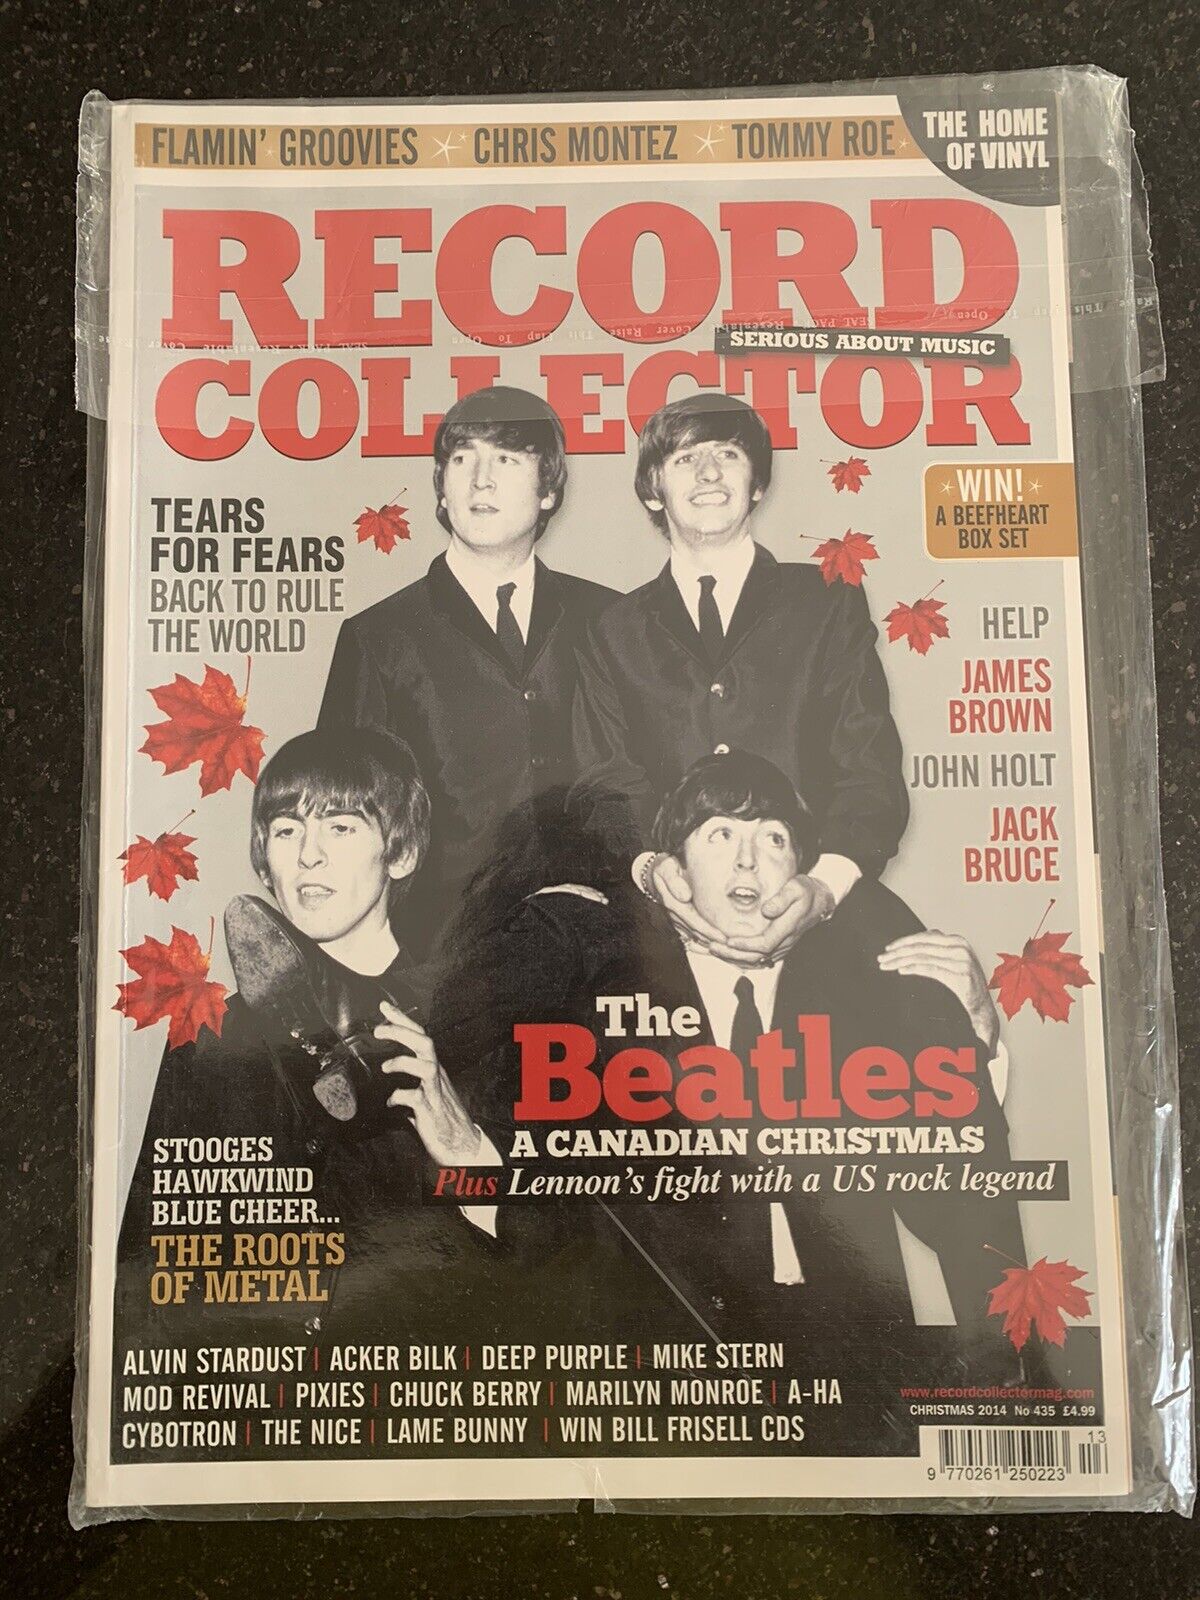 FLAMIN' GROOVIES CHRIS MONTEZ TOMMY ROE
THE HOME
OF VINYL
RECORD
SERIOUS ABOUT MUSIC
COLLECTOR
TEARS
FOR FEARS
BACK TO RULE
THE WORLD
WIN!
A BEEFHEART
BOX SET
HELP
JAMES
BROWN
JOHN HOLT
JACK
BRUCE
The
Beatles
A CANADIAN CHRISTMAS
Plus Lennon's fight with a US rock legend
STOOGES
HAWKWIND
BLUE CHEER...
THE ROOTS
OF METAL
ALVIN STARDUST | ACKER BILK | DEEP PURPLE | MIKE STERN
MOD REVIVAL | PIXIES | CHUCK BERRY | MARILYN MONROE | A-HA
CYBOTRON | THE NICE | LAME BUNNY | WIN BILL FRISELL CDS
www.recordcollectormag.com
CHRISTMAS 2014 No 435 £4.99
13
9 770261 250223